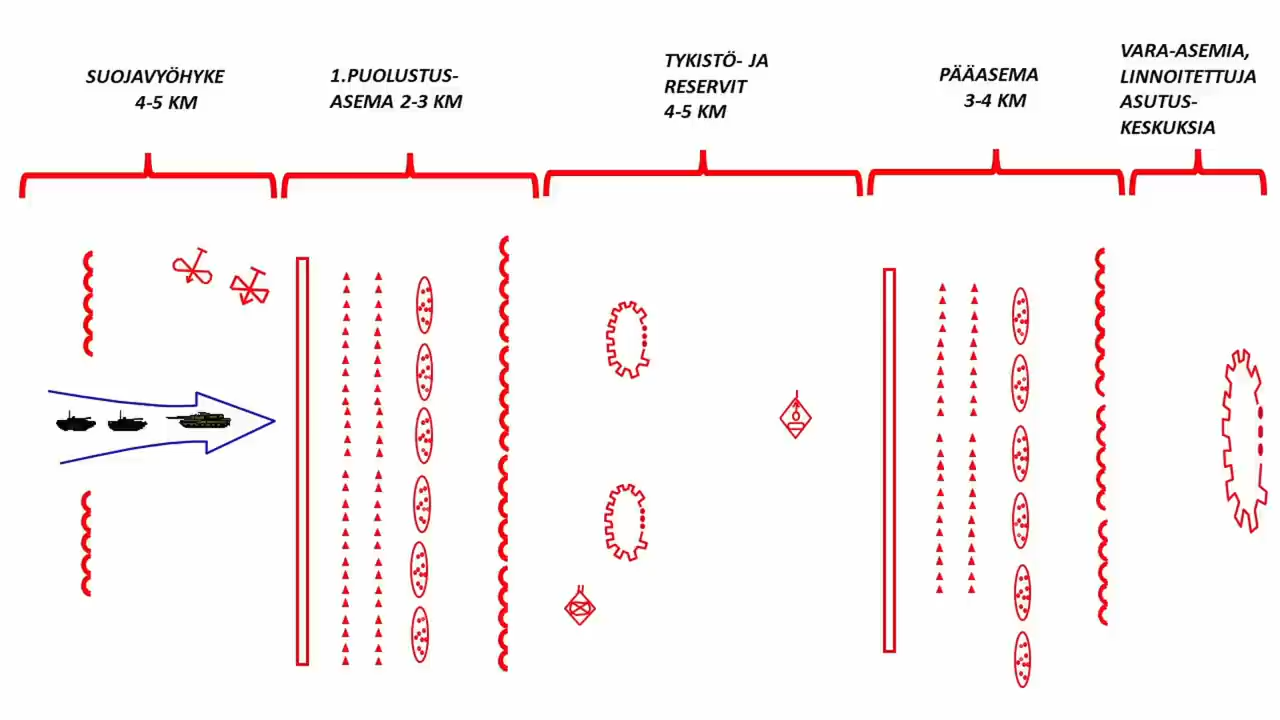 SUOJAVYÖHYKE
4-5 KM
1.PUOLUSTUS-
ASEMA 2-3 KM
TYKISTÖ- JA
RESERVIT
4-5 KM
PÄÄASEMA
3-4 KM
VARA-ASEMIA,
LINNOITETTUJA
ASUTUS-
KESKUKSIA